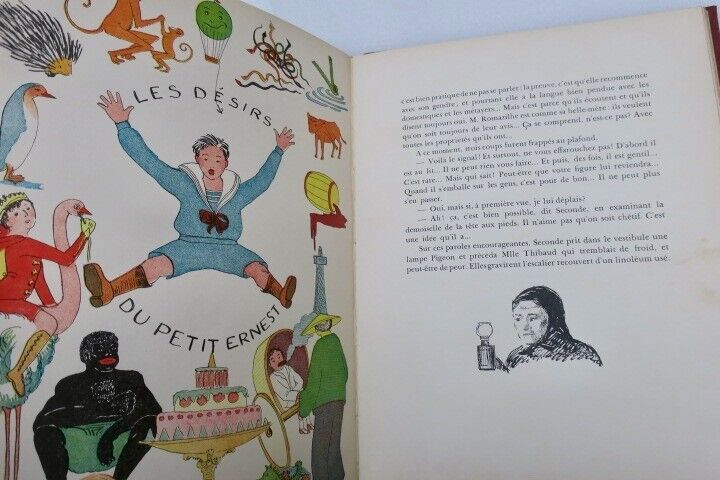 LES DÉSIRS
DU PETIT ERNEST
c'est bien pratique de ne pas se parler : la preuve, c'est qu'elle recommence
avec son gendre; et pourtant elle a la langue bien pendue avec les
domestiques et les métayers... Mais c'est parce qu'ils écoutent et qu'ils
disent toujours oui. M. Romazilhe est comme sa belle-mère : ils veulent
qu'on soit toujours de leur avis... Ça se comprend, n'est-ce pas? Avec
toutes les propriétés qu'ils ont...
A ce moment, trois coups furent frappés au plafond.
— Voilà le signal! Et surtout, ne vous effarouchez pas! D'abord il
est au lit... Il ne peut rien vous faire... Et puis, des fois, il est gentil...
C'est rare... Mais qui sait! Peut-être que votre figure lui reviendra...
Quand il s'emballe sur les gens, c'est pour de bon... Il ne peut plus
s'en passer.
— Oui, mais si, à première vue, je lui déplais?
— Ah! ça, c'est bien possible, dit Seconde, en examinant la
demoiselle de la tête aux pieds. Il n'aime pas qu'on soit chétif. C'est
une idée qu'il a...
Sur ces paroles encourageantes, Seconde prit dans le vestibule une
lampe Pigeon et précéda Mlle Thibaud qui tremblait de froid, et
peut-être de peur. Elles gravirent l'escalier recouvert d'un linoléum usé.